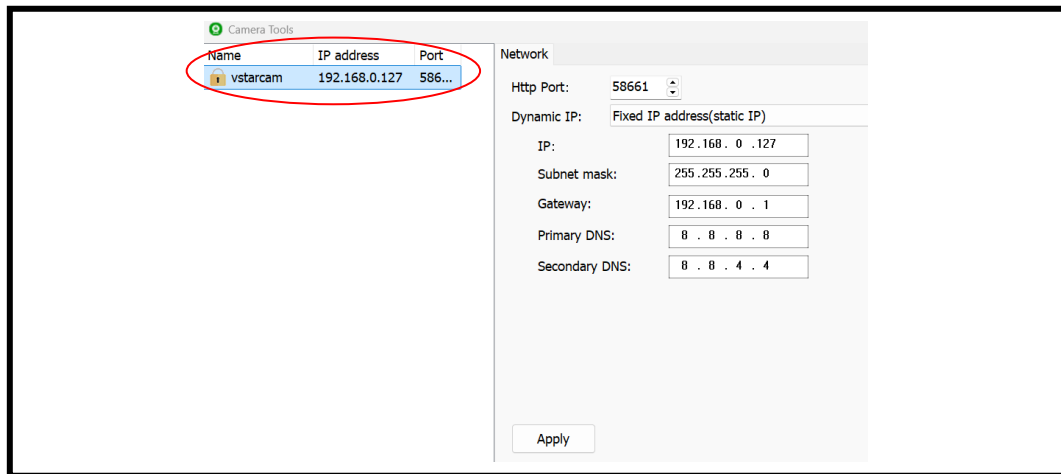 Camera Tools
Name IP address Port
vstarcam 192.168.0.127 586...
Network
Http Port: 58661
Dynamic IP: Fixed IP address(static IP)
IP: 192.168. 0 .127
Subnet mask: 255.255.255. 0
Gateway: 192.168. 0 . 1
Primary DNS: 8 . 8 . 8 . 8
Secondary DNS: 8 . 8 . 4 . 4
Apply